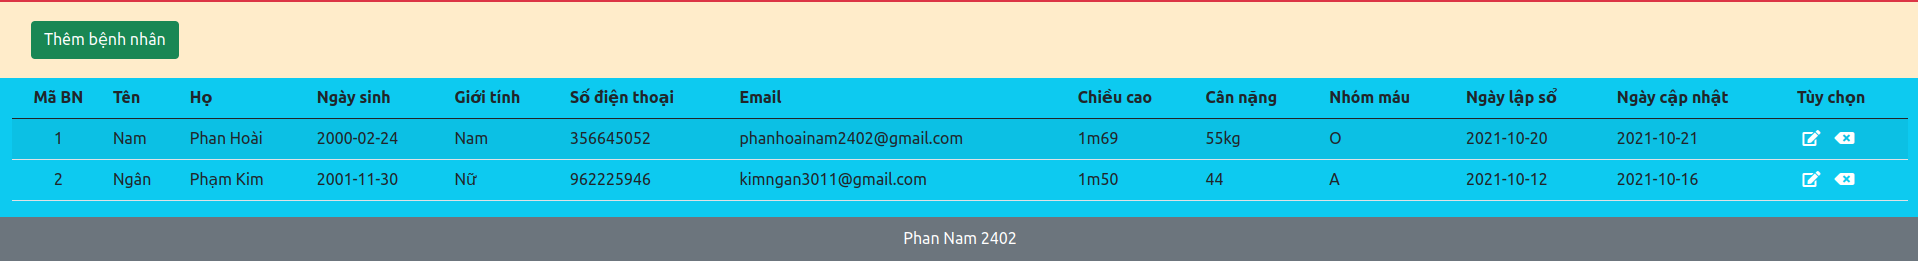 Thêm bệnh nhân
Mã BN Tên Họ Ngày sinh Giới tính Số điện thoại Email Chiều cao Cân nặng Nhóm máu Ngày lập sổ Ngày cập nhật Tùy chọn
1 Nam Phan Hoài 2000-02-24 Nam 356645052 phanhoainam2402@gmail.com 1m69 55kg O 2021-10-20 2021-10-21
2 Ngân Phạm Kim 2001-11-30 Nữ 962225946 kimngan3011@gmail.com 1m50 44 A 2021-10-12 2021-10-16
Phan Nam 2402